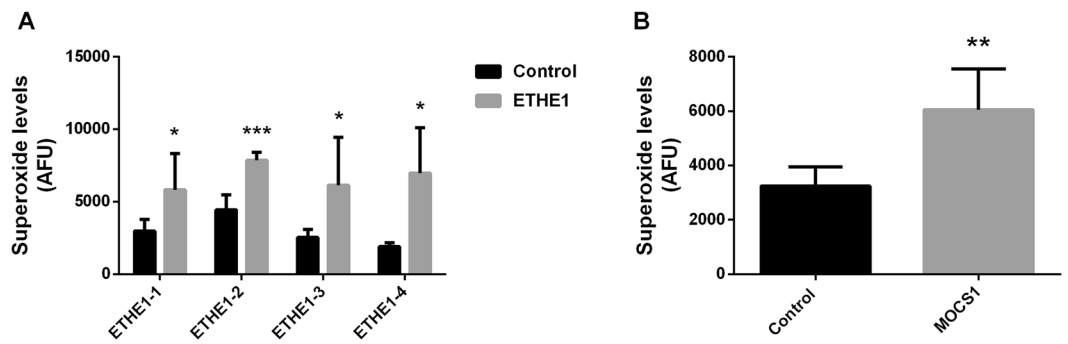 A
Superoxide levels
(AFU)
15000
10000
5000
0
*
***
*
*
ETHE1-1
ETHE1-2
ETHE1-3
ETHE1-4
Control
ETHE1
B
Superoxide levels
(AFU)
8000
6000
4000
2000
0
**
Control
MOCS1